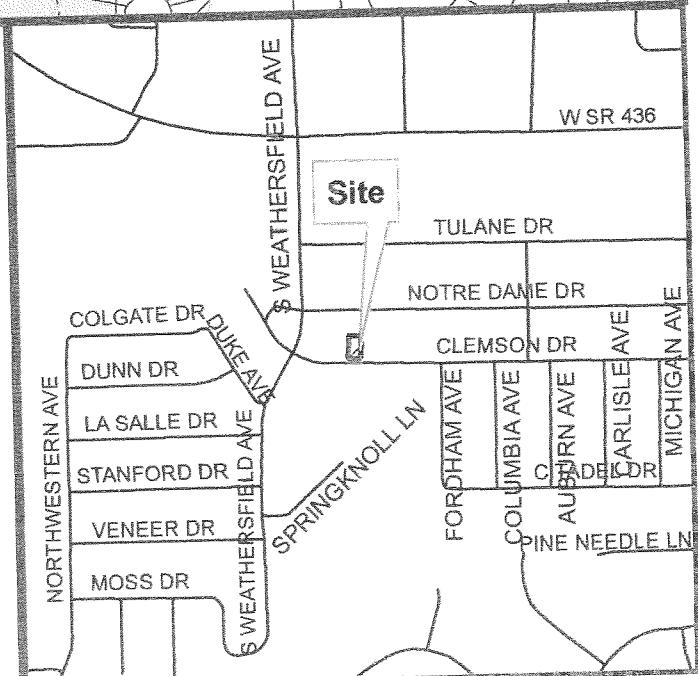 W SR 436
S WEATHERSFIELD AVE
Site
TULANE DR
NOTRE DAME DR
COLGATE DR
DUKE AVE
CLEMSON DR
DUNN DR
NORTHWESTERN AVE
LA SALLE DR
STANFORD DR
VENEER DR
MOSS DR
S WEATHERSFIELD AVE
SPRINGKNOLL LN
FORDHAM AVE
COLUMBIA AVE
AUBURN AVE
CARLISLE AVE
MICHIGAN AVE
CITADEL DR
PINE NEEDLE LN